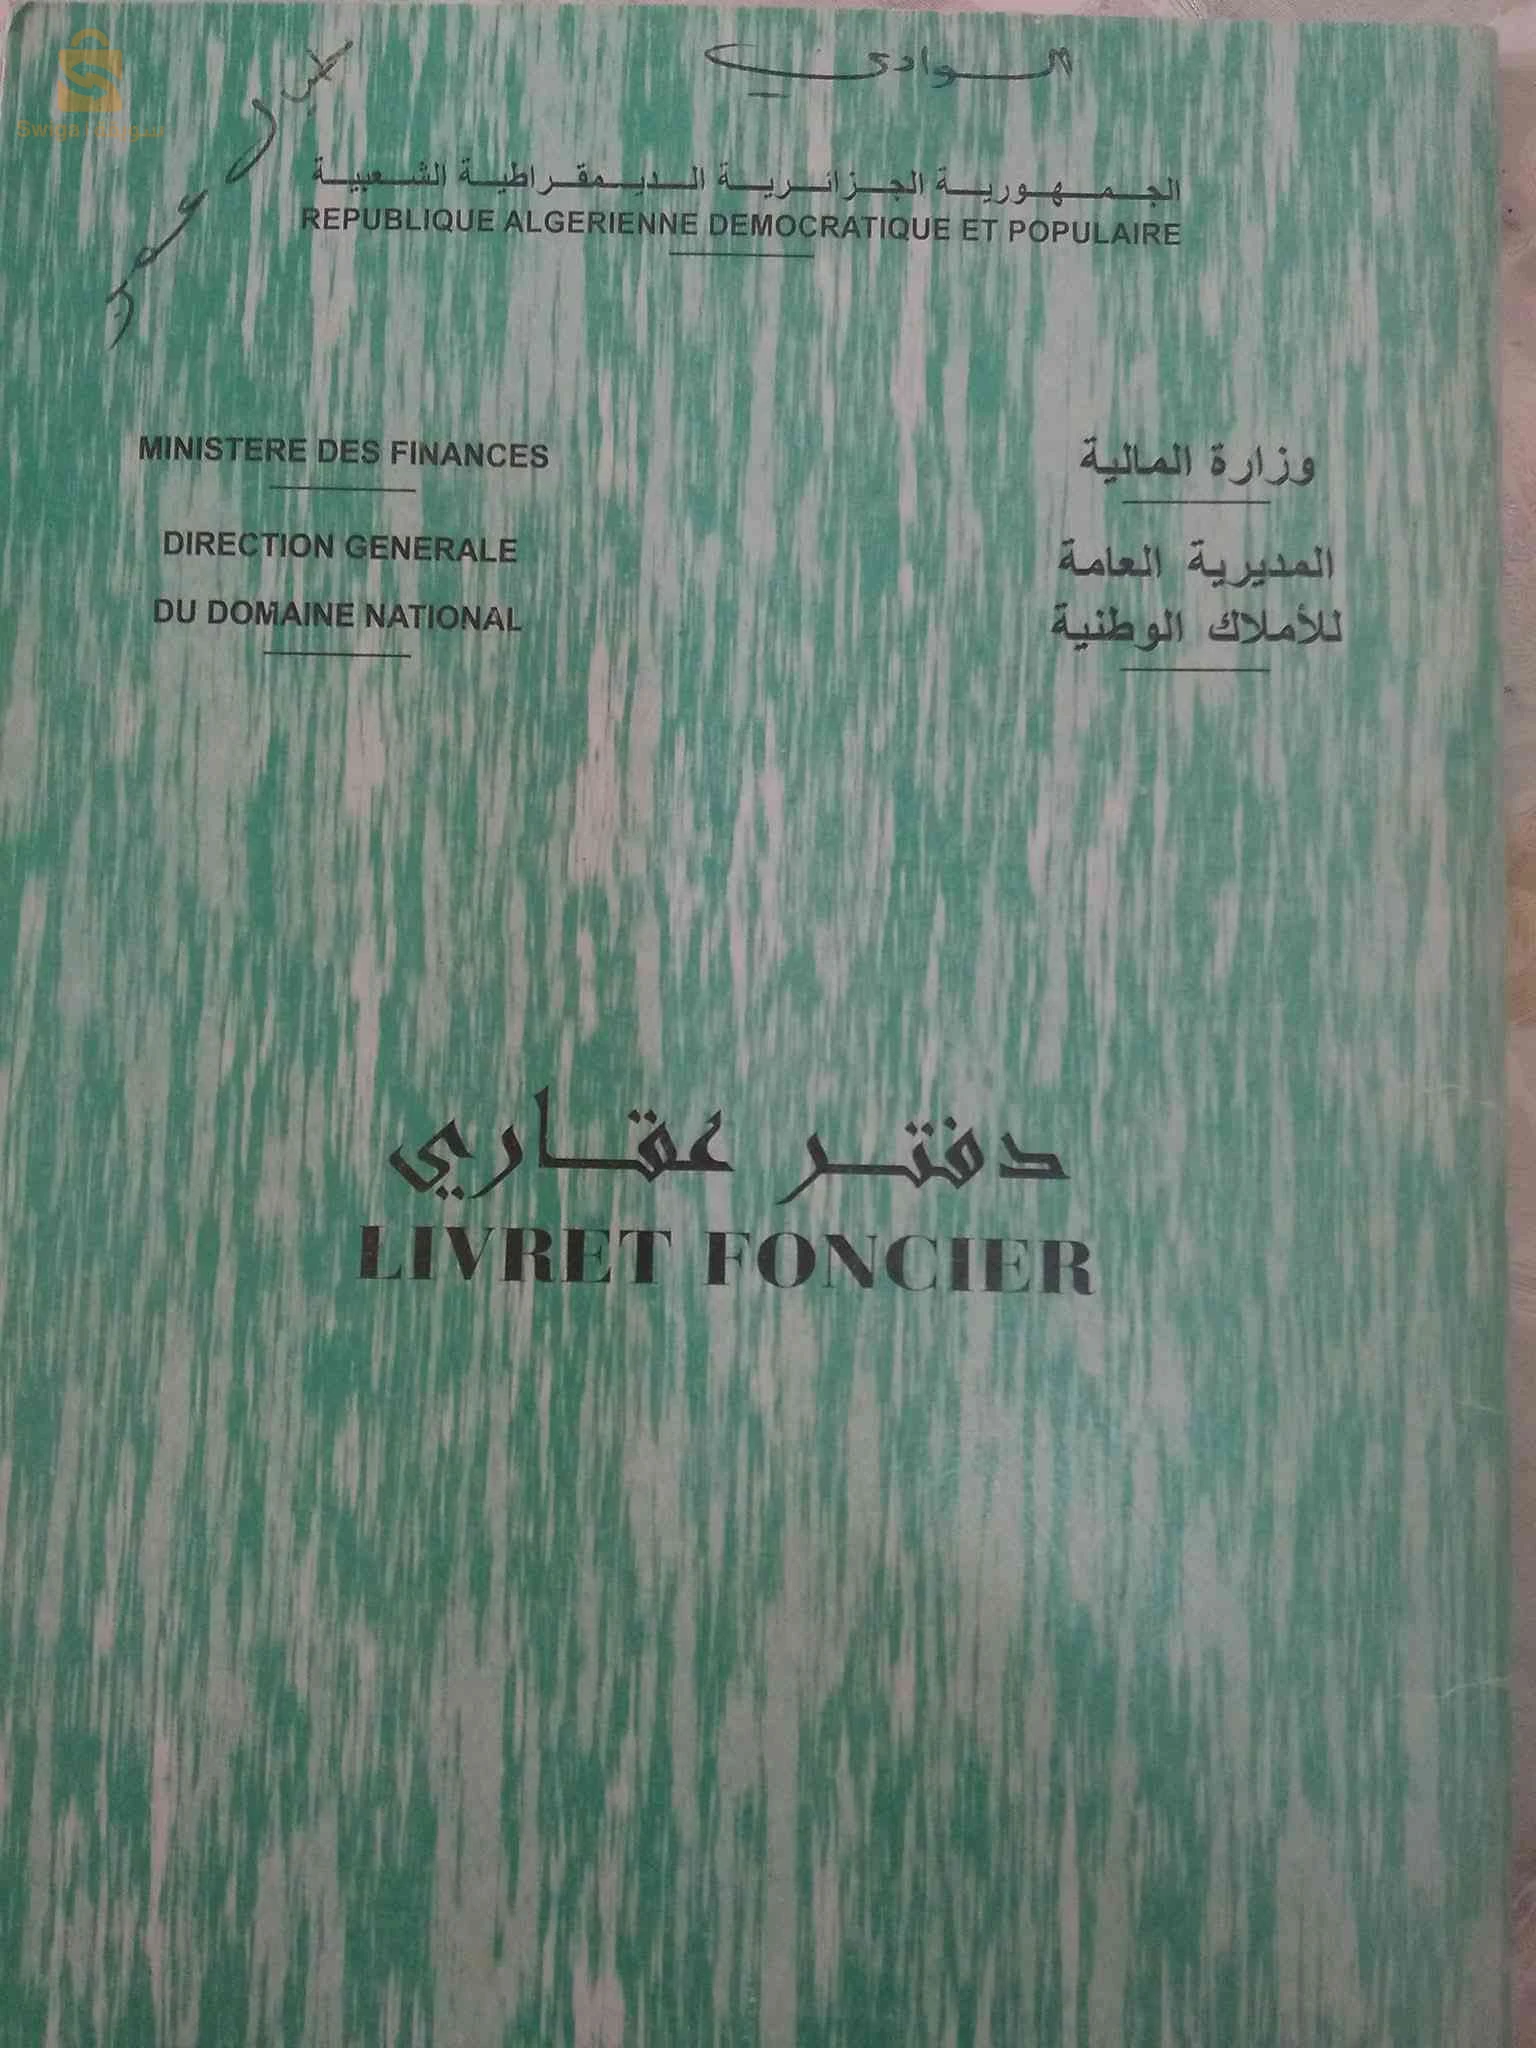 الوادي
Swiga
الجمهورية الجزائرية الديمقراطية الشعبية
REPUBLIQUE ALGERIENNE DEMOCRATIQUE ET POPULAIRE
MINISTERE DES FINANCES
وزارة المالية
DIRECTION GENERALE
المديرية العامة
DU DOMAINE NATIONAL
للأملاك الوطنية
دفتر عقاري
LIVRET FONCIER